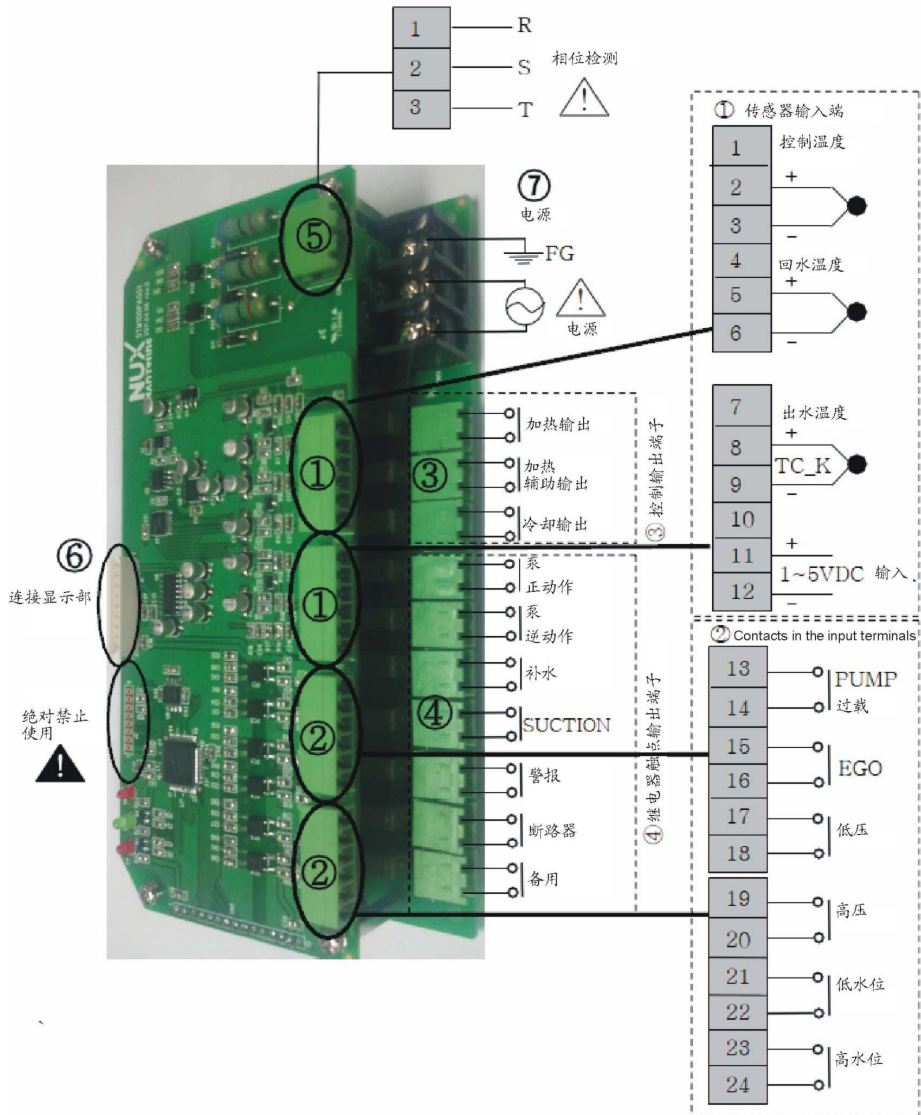 1 R
2 S
3 T
相位检测
!
⑦
电源
FG
!
电源
⑤
NUX
STM100PA001
①
①
②
②
③
④
⑥
连接显示部
绝对禁止
使用
!
加热输出
加热
辅助输出
冷却输出
③ 控制输出端子
泵
正动作
泵
逆动作
补水
SUCTION
警报
断路器
备用
④继电器触点输出端子
① 传感器输入端
1 控制温度
2 +
3 -
4 回水温度
5 +
6 -
7 出水温度
8 +
TC_K
9 -
10
11 +
1~5VDC 输入
12 -
② Contacts in the input terminals
13 PUMP
14 过载
15
EGO
16
17
低压
18
19
高压
20
21
低水位
22
23
高水位
24